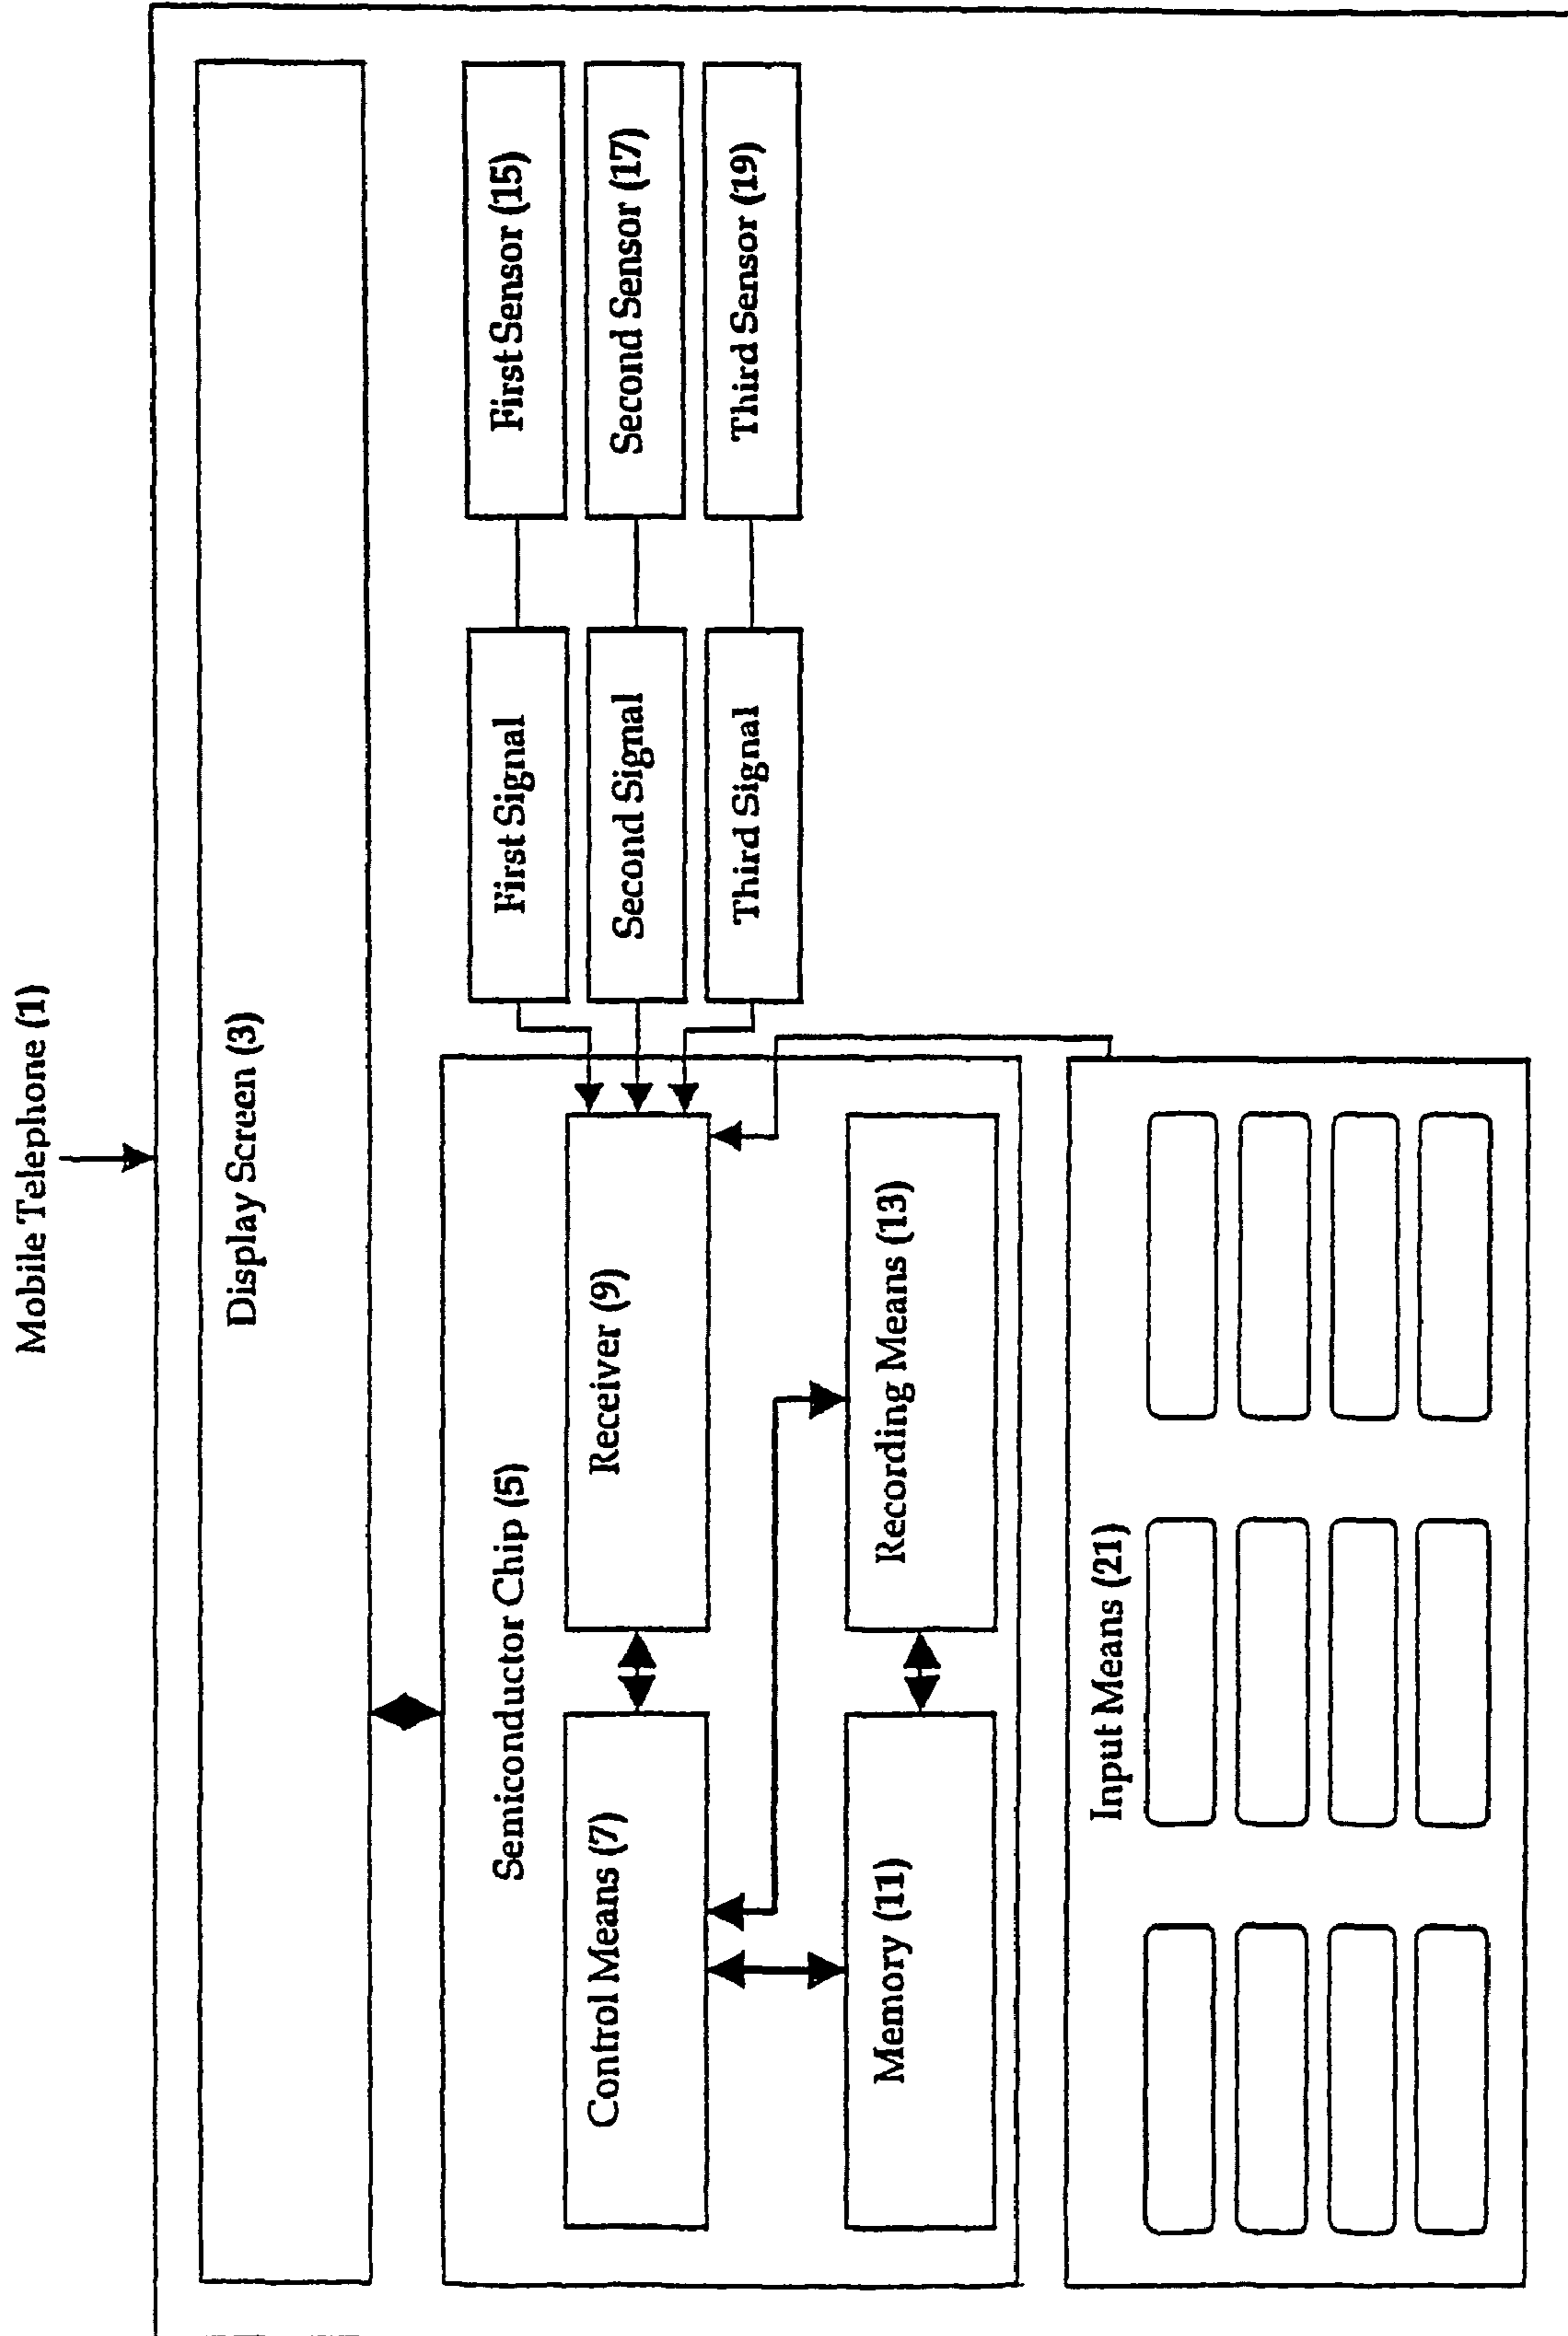 Mobile Telephone (1)
Display Screen (3)
Semiconductor Chip (5)
Control Means (7)
Receiver (9)
First Signal
First Sensor (15)
Second Signal
Second Sensor (17)
Third Signal
Third Sensor (19)
Memory (11)
Recording Means (13)
Input Means (21)